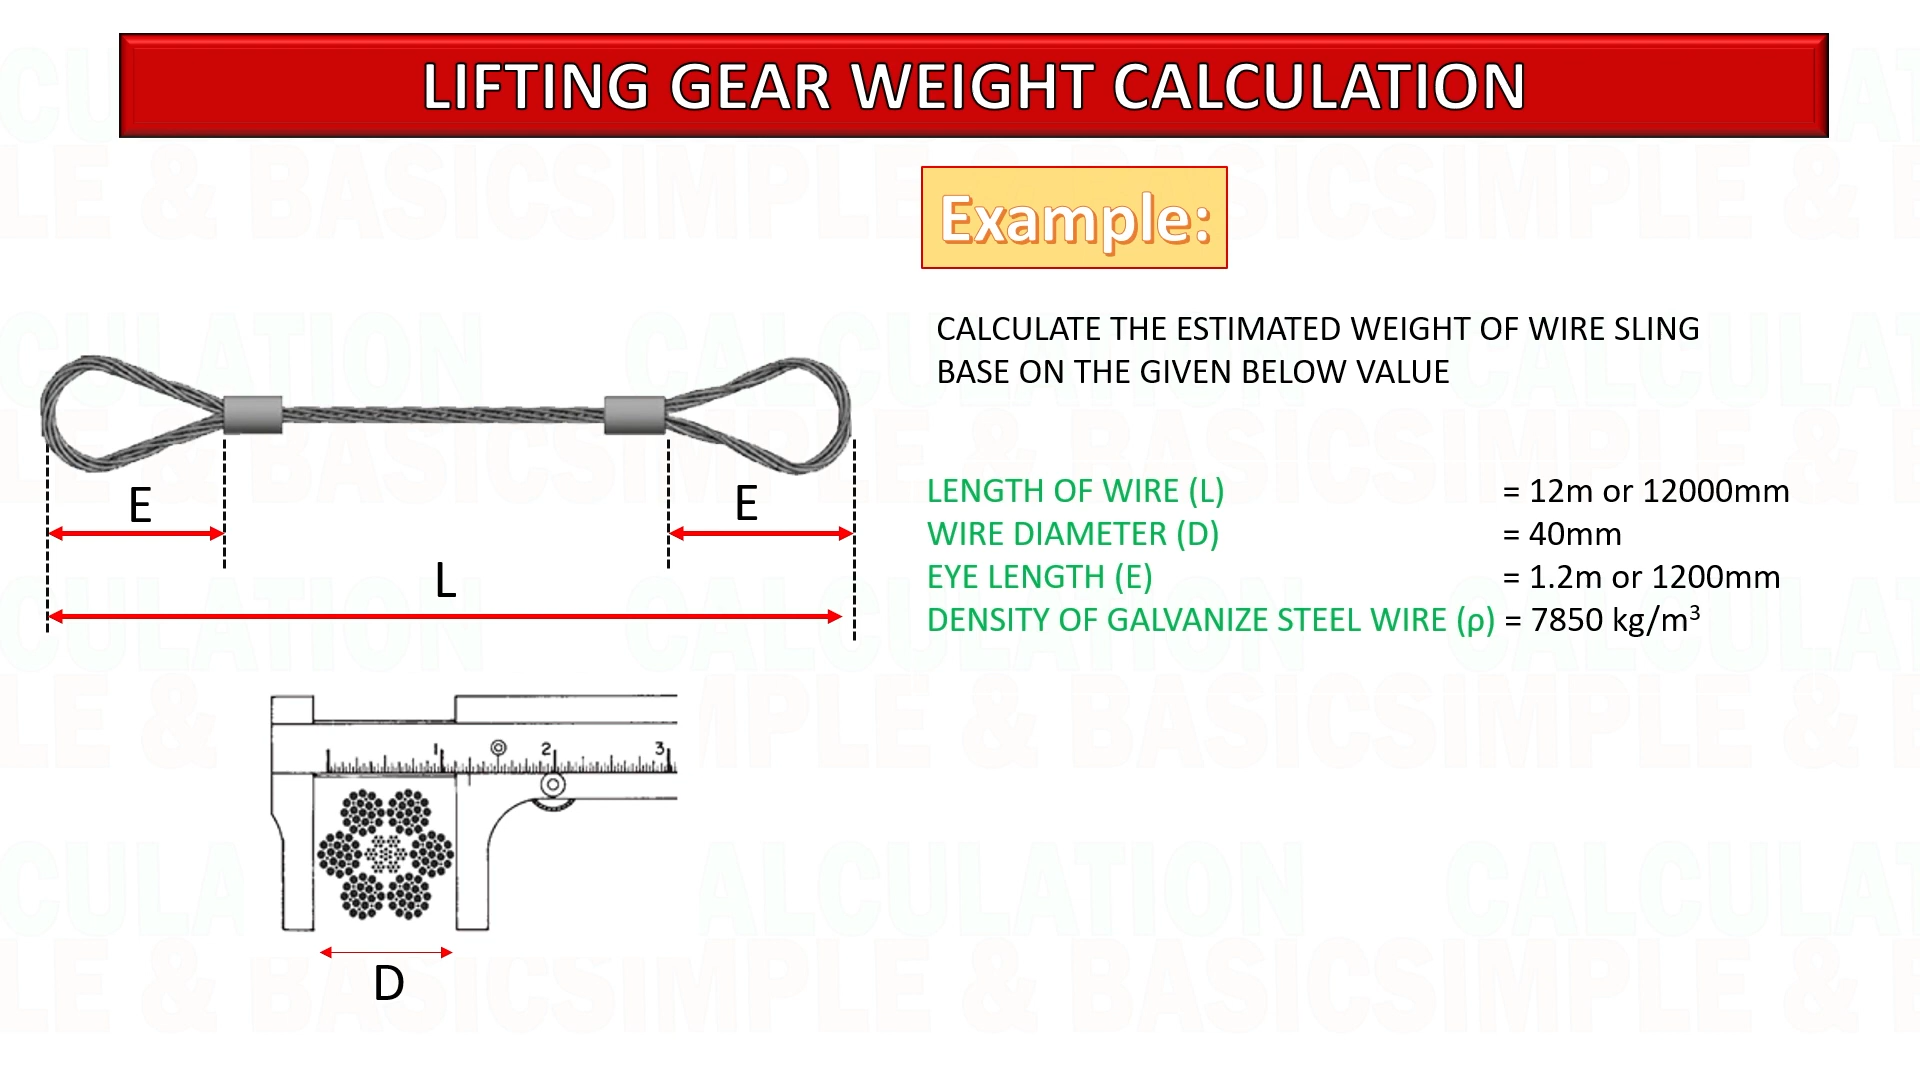 LIFTING GEAR WEIGHT CALCULATION
Example:
CALCULATE THE ESTIMATED WEIGHT OF WIRE SLING
BASE ON THE GIVEN BELOW VALUE
LENGTH OF WIRE (L) = 12m or 12000mm
WIRE DIAMETER (D) = 40mm
EYE LENGTH (E) = 1.2m or 1200mm
DENSITY OF GALVANIZE STEEL WIRE (ρ) = 7850 kg/m³
E E
L
1 2 3
D